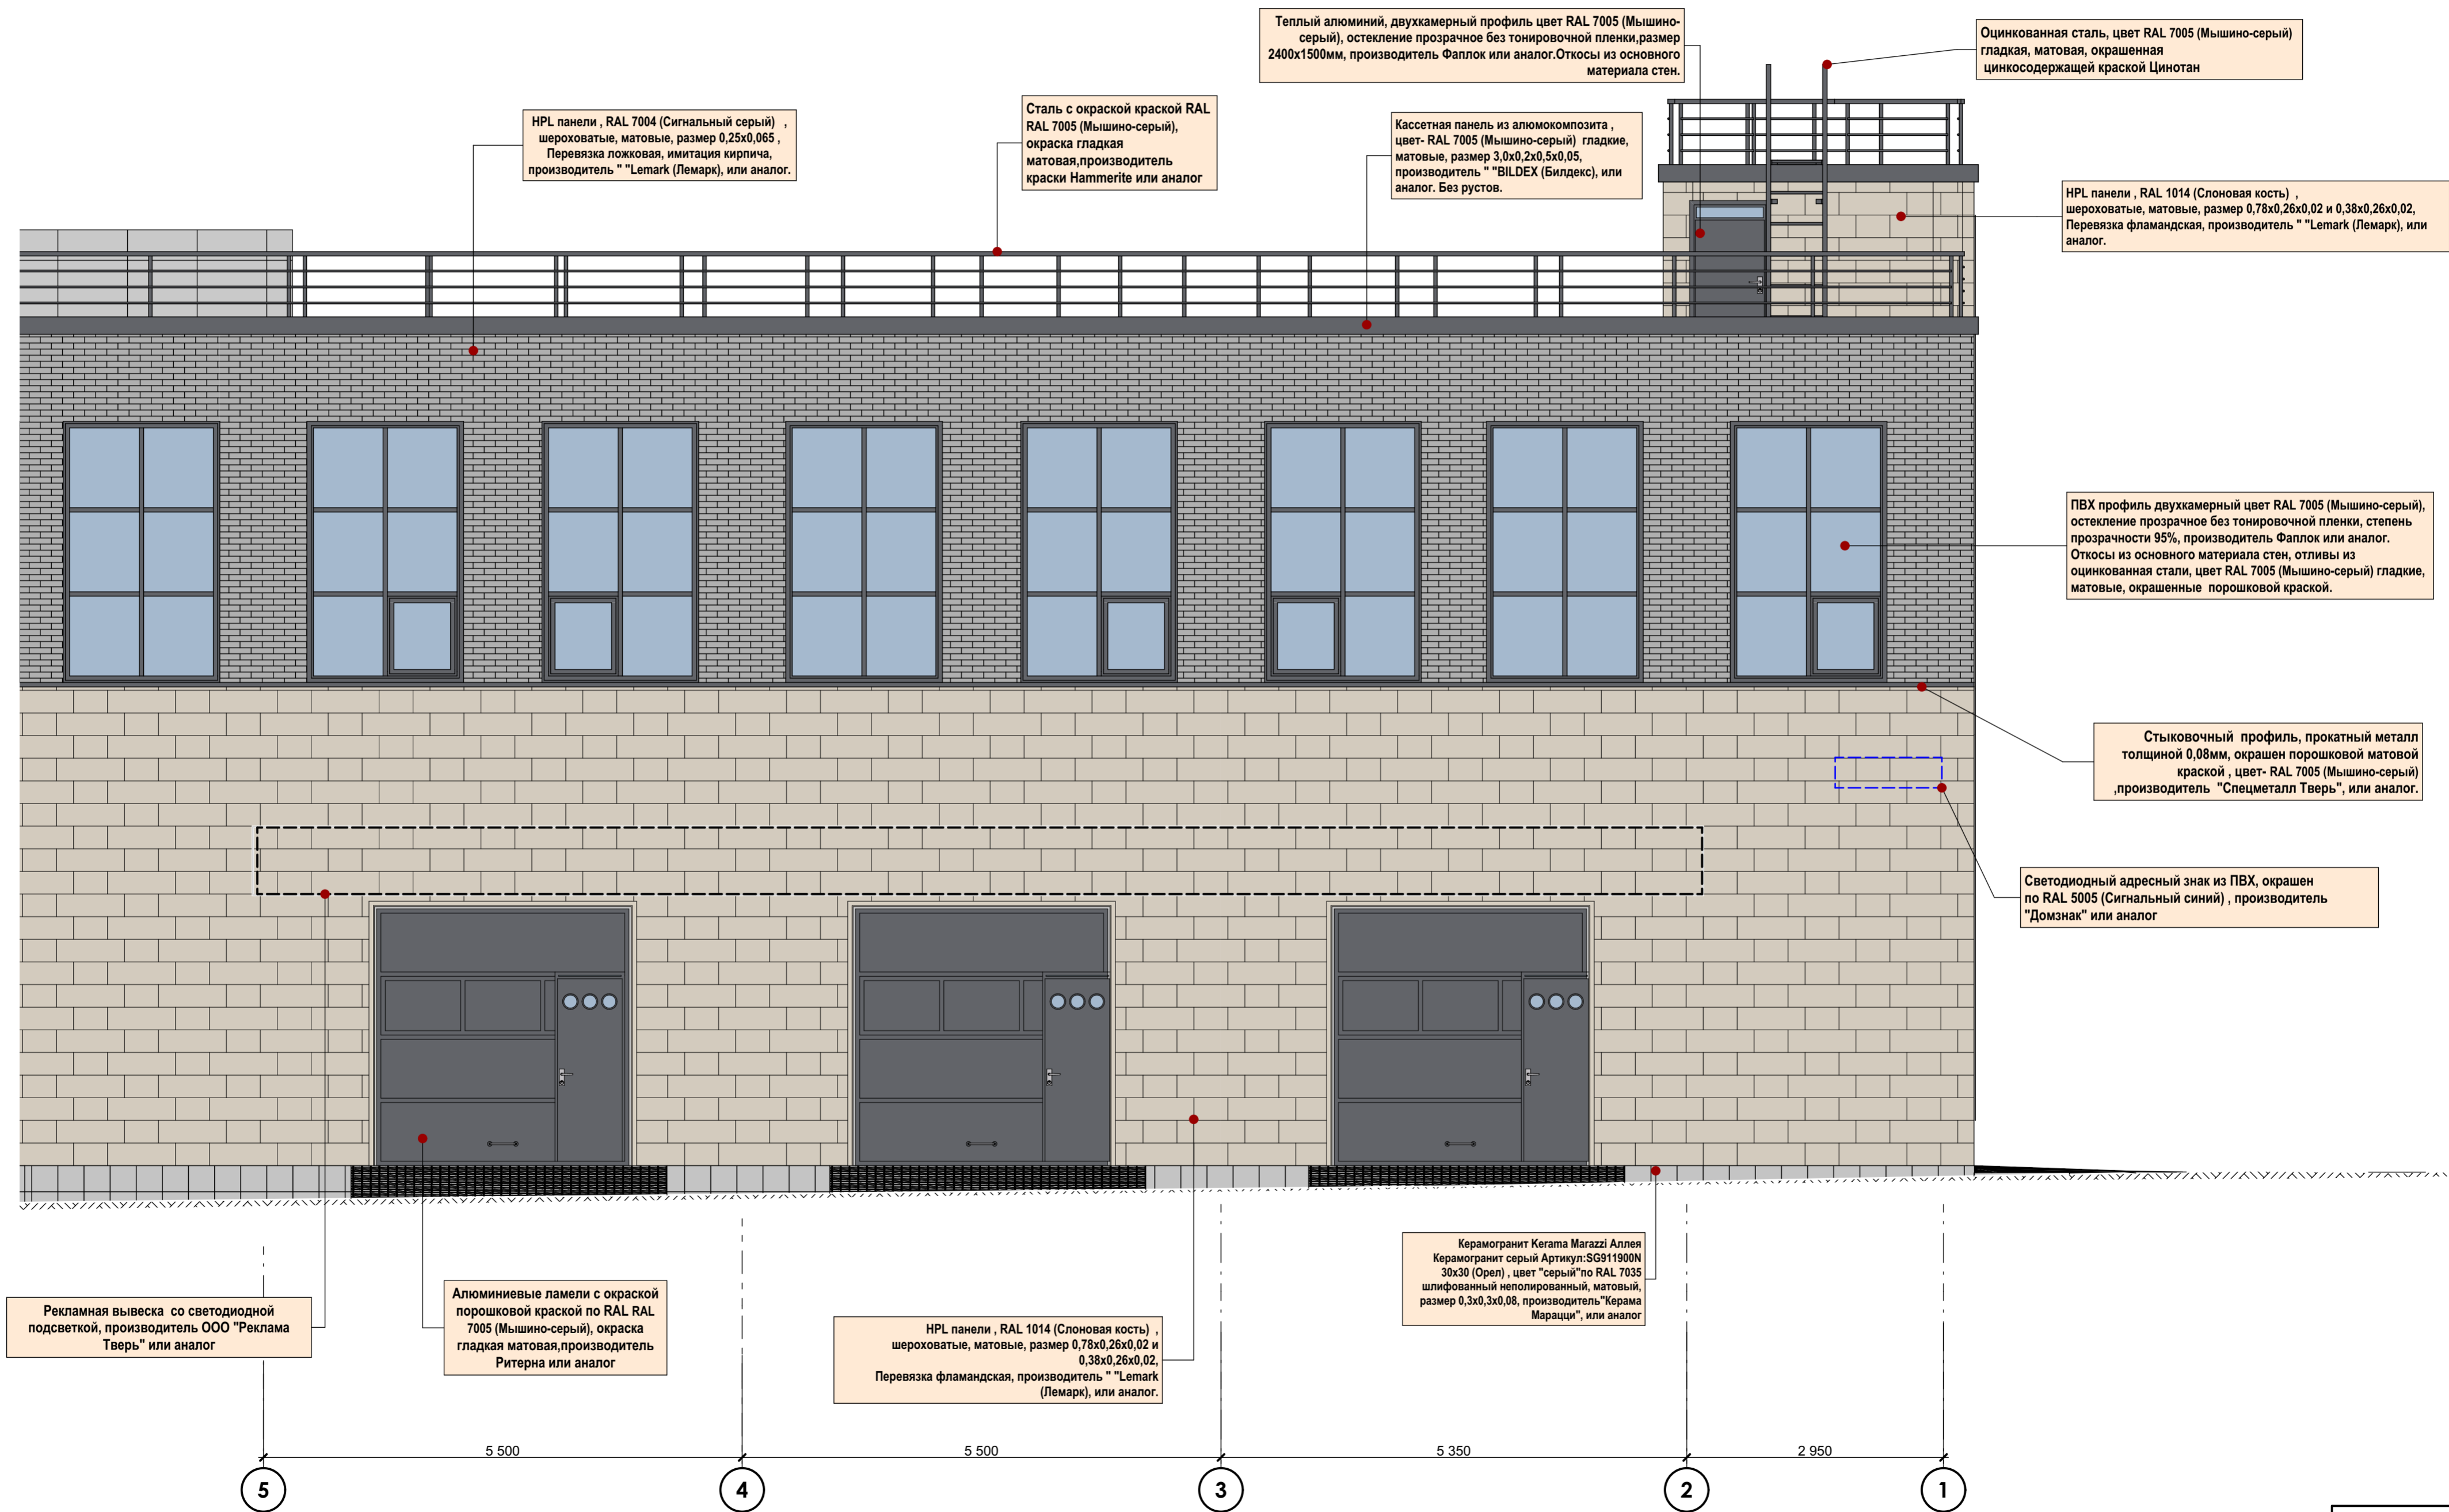 Теплый алюминий, двухкамерный профиль цвет RAL 7005 (Мышино-
серый), остекление прозрачное без тонировочной пленки,размер
2400х1500мм, производитель Фаплок или аналог.Откосы из основного
материала стен.
Оцинкованная сталь, цвет RAL 7005 (Мышино-серый)
гладкая, матовая, окрашенная
цинкосодержащей краской Цинотан
HPL панели , RAL 7004 (Сигнальный серый) ,
шероховатые, матовые, размер 0,25х0,065 ,
Перевязка ложковая, имитация кирпича,
производитель " "Lemark (Лемарк), или аналог.
Сталь с окраской краской RAL
RAL 7005 (Мышино-серый),
окраска гладкая
матовая,производитель
краски Hammerite или аналог
Кассетная панель из алюмокомпозита ,
цвет- RAL 7005 (Мышино-серый) гладкие,
матовые, размер 3,0х0,2х0,5х0,05,
производитель " "BILDEX (Билдекс), или
аналог. Без рустов.
HPL панели , RAL 1014 (Слоновая кость) ,
шероховатые, матовые, размер 0,78х0,26х0,02 и 0,38х0,26х0,02,
Перевязка фламандская, производитель " "Lemark (Лемарк), или
аналог.
ПВХ профиль двухкамерный цвет RAL 7005 (Мышино-серый),
остекление прозрачное без тонировочной пленки, степень
прозрачности 95%, производитель Фаплок или аналог.
Откосы из основного материала стен, отливы из
оцинкованной стали, цвет RAL 7005 (Мышино-серый) гладкие,
матовые, окрашенные порошковой краской.
Стыковочный профиль, прокатный металл
толщиной 0,08мм, окрашен порошковой матовой
краской , цвет- RAL 7005 (Мышино-серый)
,производитель "Спецметалл Тверь", или аналог.
Светодиодный адресный знак из ПВХ, окрашен
по RAL 5005 (Сигнальный синий) , производитель
"Домзнак" или аналог
Рекламная вывеска со светодиодной
подсветкой, производитель ООО "Реклама
Тверь" или аналог
Алюминиевые ламели с окраской
порошковой краской по RAL RAL
7005 (Мышино-серый), окраска
гладкая матовая,производитель
Ритерна или аналог
HPL панели , RAL 1014 (Слоновая кость) ,
шероховатые, матовые, размер 0,78х0,26х0,02 и
0,38х0,26х0,02,
Перевязка фламандская, производитель " "Lemark
(Лемарк), или аналог.
Керамогранит Kerama Marazzi Аллея
Керамогранит серый Артикул:SG911900N
30х30 (Орел) , цвет "серый"по RAL 7035
шлифованный неполированный, матовый,
размер 0,3х0,3х0,08, производитель"Керама
Марацци", или аналог
5 500
5 500
5 350
2 950
5
4
3
2
1